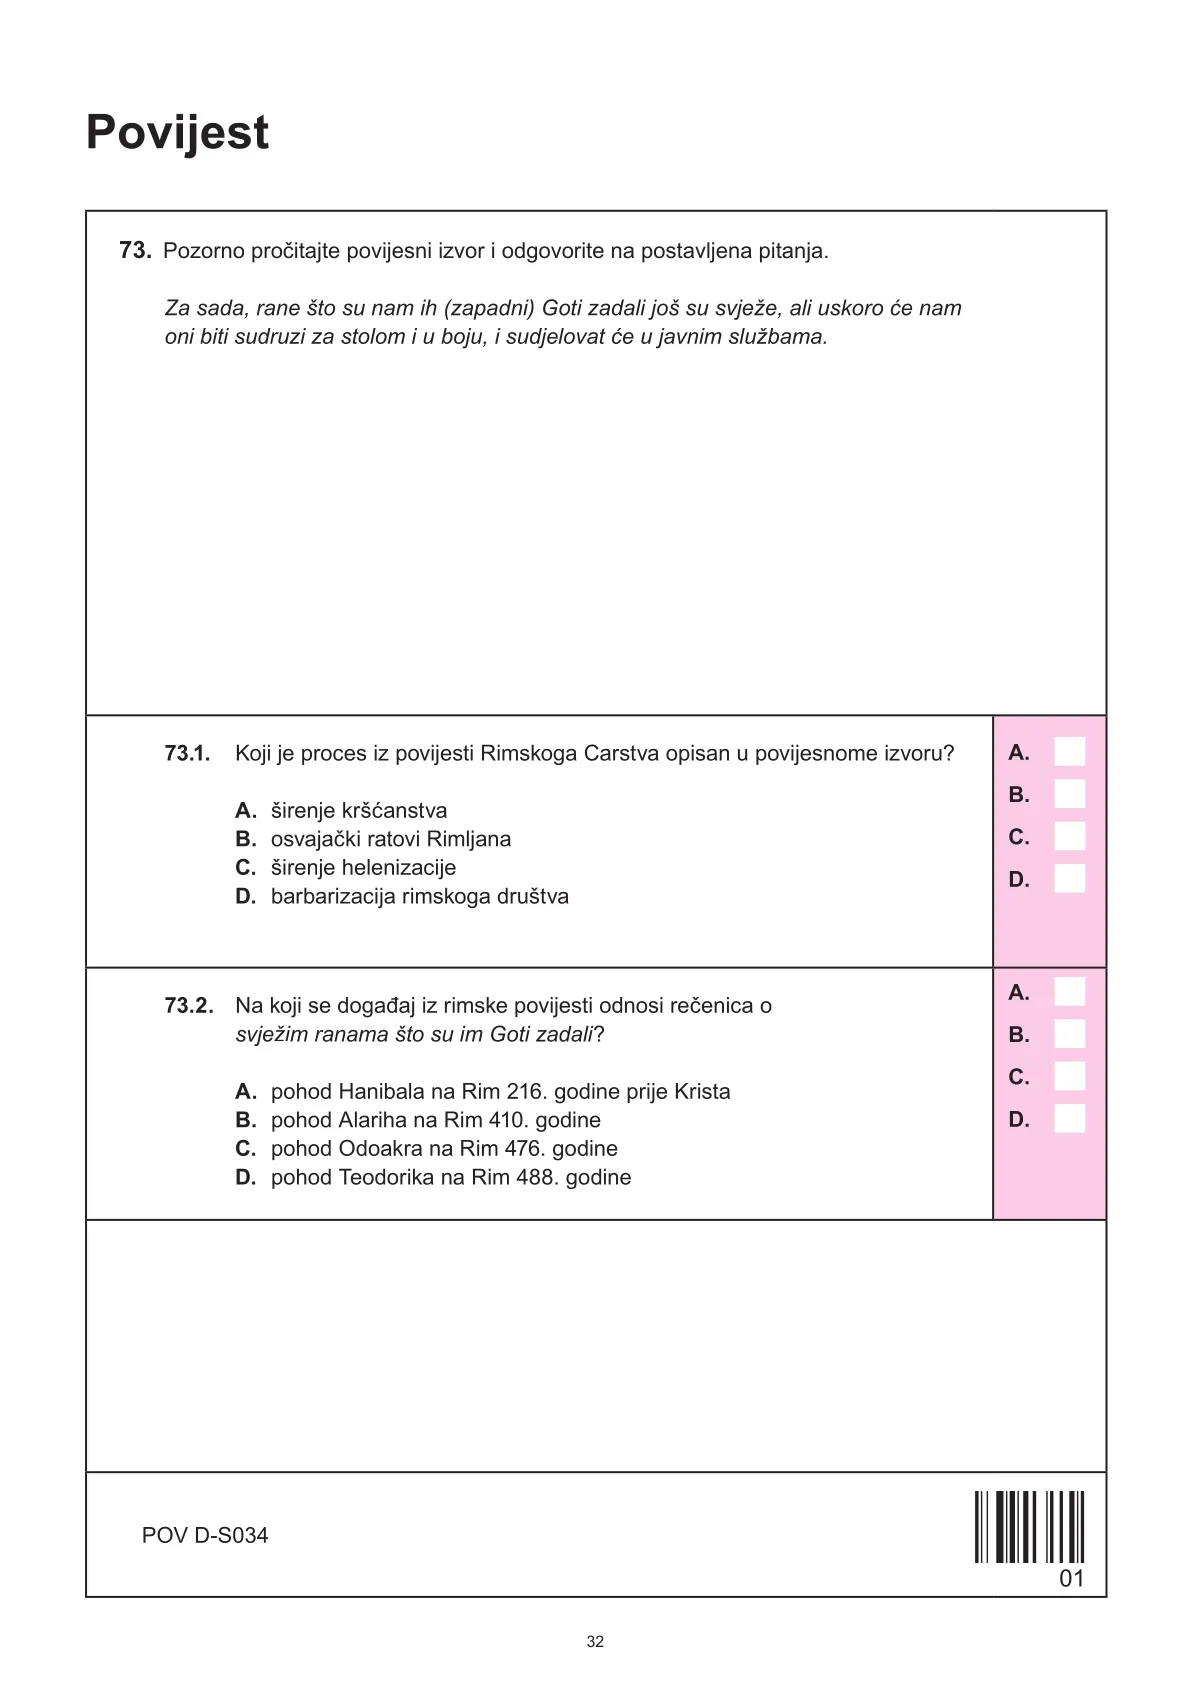 Povijest
73. Pozorno pročitajte povijesni izvor i odgovorite na postavljena pitanja.
Za sada, rane što su nam ih (zapadni) Goti zadali još su svježe, ali uskoro će nam
oni biti sudruzi za stolom i u boju, i sudjelovat će u javnim službama.
73.1. Koji je proces iz povijesti Rimskoga Carstva opisan u povijesnome izvoru?
A. širenje kršćanstva
B. osvajački ratovi Rimljana
C. širenje helenizacije
D. barbarizacija rimskoga društva
A.
B.
C.
D.
73.2. Na koji se događaj iz rimske povijesti odnosi rečenica o
svježim ranama što su im Goti zadali?
A. pohod Hanibala na Rim 216. godine prije Krista
B. pohod Alariha na Rim 410. godine
C. pohod Odoakra na Rim 476. godine
D. pohod Teodorika na Rim 488. godine
A.
B.
C.
D.
POV D-S034
01
32